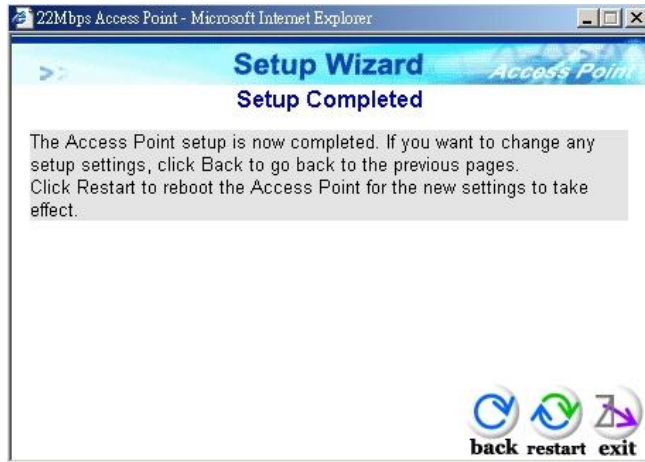 22Mbps Access Point - Microsoft Internet Explorer
Setup Wizard
Access Point
Setup Completed
The Access Point setup is now completed. If you want to change any
setup settings, click Back to go back to the previous pages.
Click Restart to reboot the Access Point for the new settings to take
effect.
back restart exit